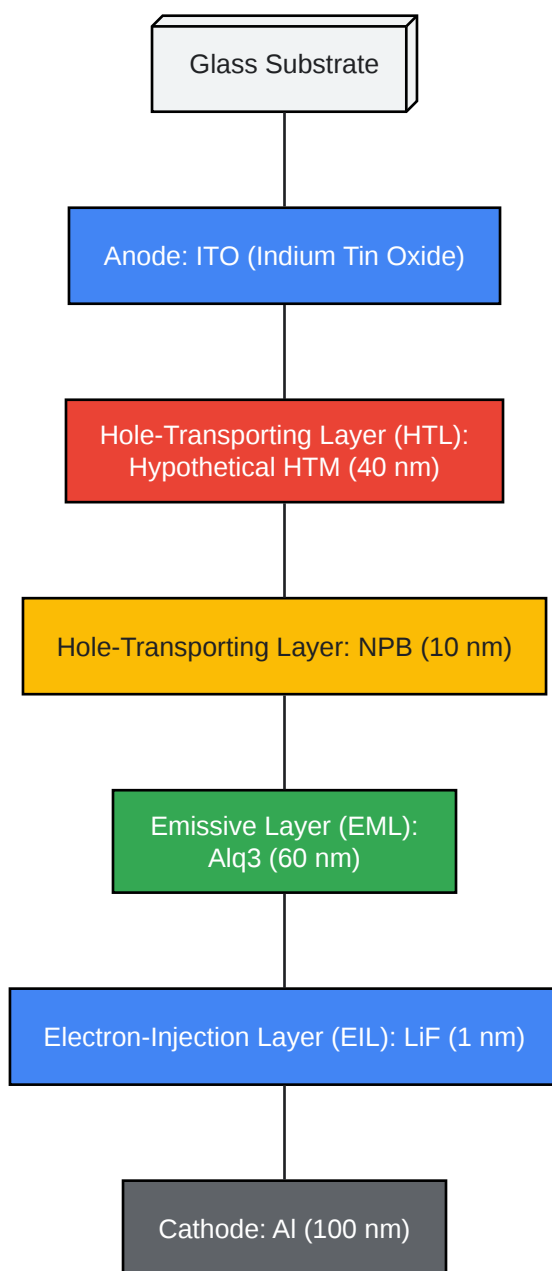 Glass Substrate
Anode: ITO (Indium Tin Oxide)
Hole-Transporting Layer (HTL):
Hypothetical HTM (40 nm)
Hole-Transporting Layer: NPB (10 nm)
Emissive Layer (EML):
Alq3 (60 nm)
Electron-Injection Layer (EIL): LiF (1 nm)
Cathode: Al (100 nm)